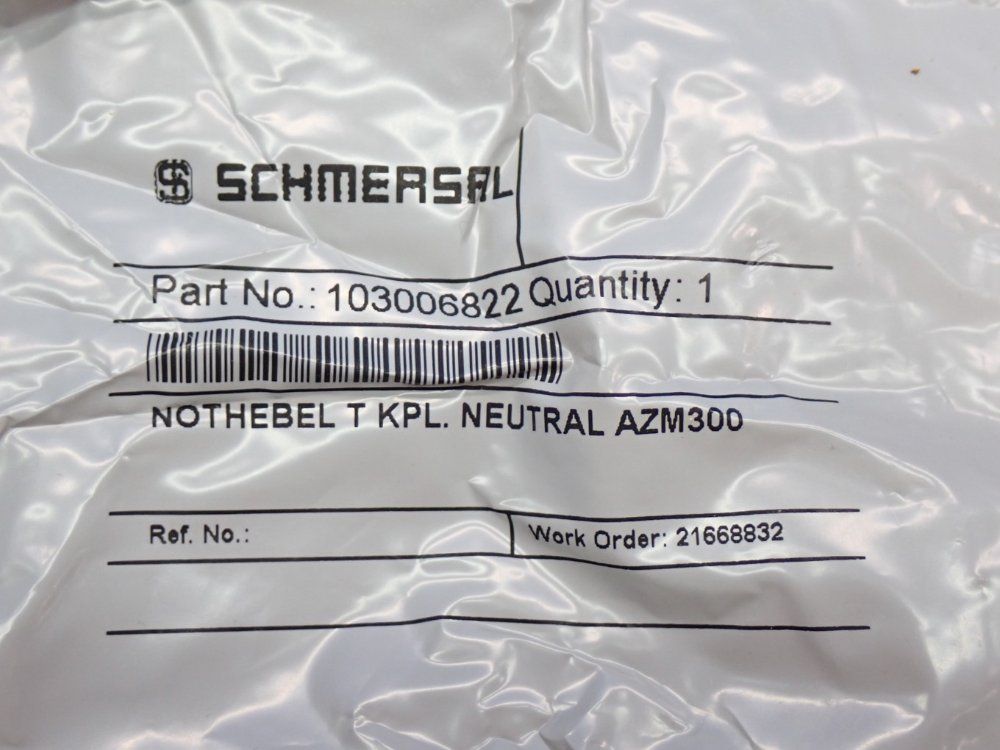 SCHMERSAL
Part No.: 103006822 Quantity: 1
NOTHEBEL T KPL. NEUTRAL AZM300
Ref. No.: Work Order: 21668832